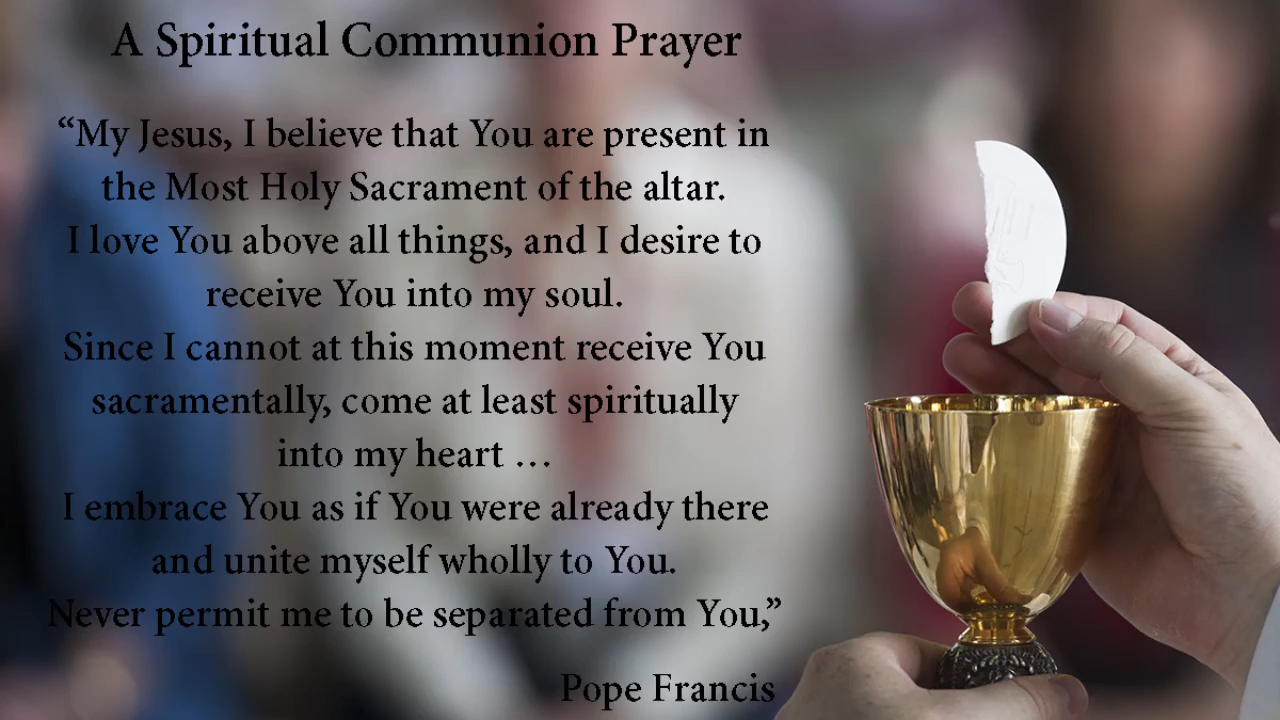 A Spiritual Communion Prayer
“My Jesus, I believe that You are present in
the Most Holy Sacrament of the altar.
I love You above all things, and I desire to
receive You into my soul.
Since I cannot at this moment receive You
sacramentally, come at least spiritually
into my heart …
I embrace You as if You were already there
and unite myself wholly to You.
Never permit me to be separated from You,”
Pope Francis